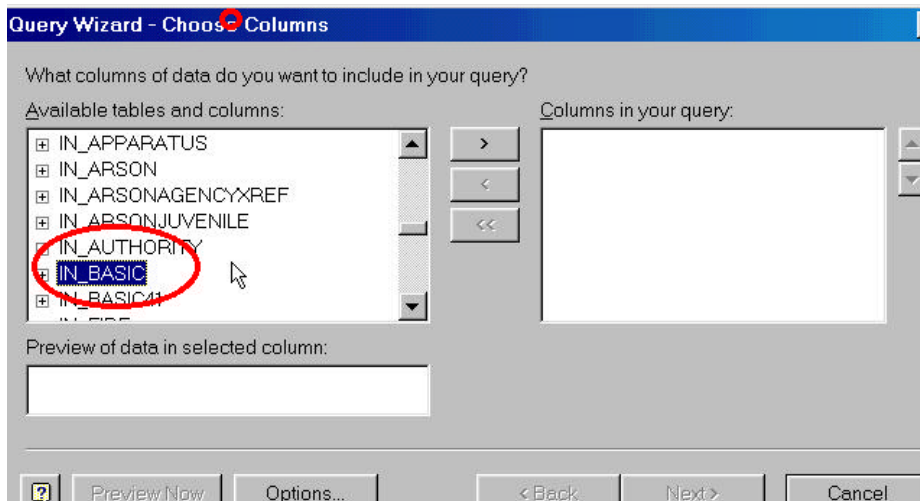 Query Wizard - Choose Columns
What columns of data do you want to include in your query?
Available tables and columns:
Columns in your query:
IN_APPARATUS
IN_ARSON
IN_ARSONAGENCYXREF
IN_ARSONJUVENILE
IN_AUTHORITY
IN_BASIC
IN_BASIC41
>
<
<<
Preview of data in selected column:
? Preview Now Options... < Back Next > Cancel